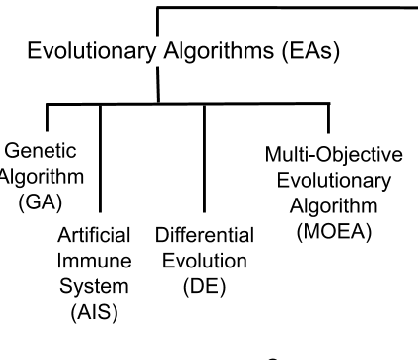 Evolutionary Algorithms (EAs)
Genetic
Algorithm
(GA)
Multi-Objective
Evolutionary
Algorithm
(MOEA)
Artificial
Immune
System
(AIS)
Differential
Evolution
(DE)